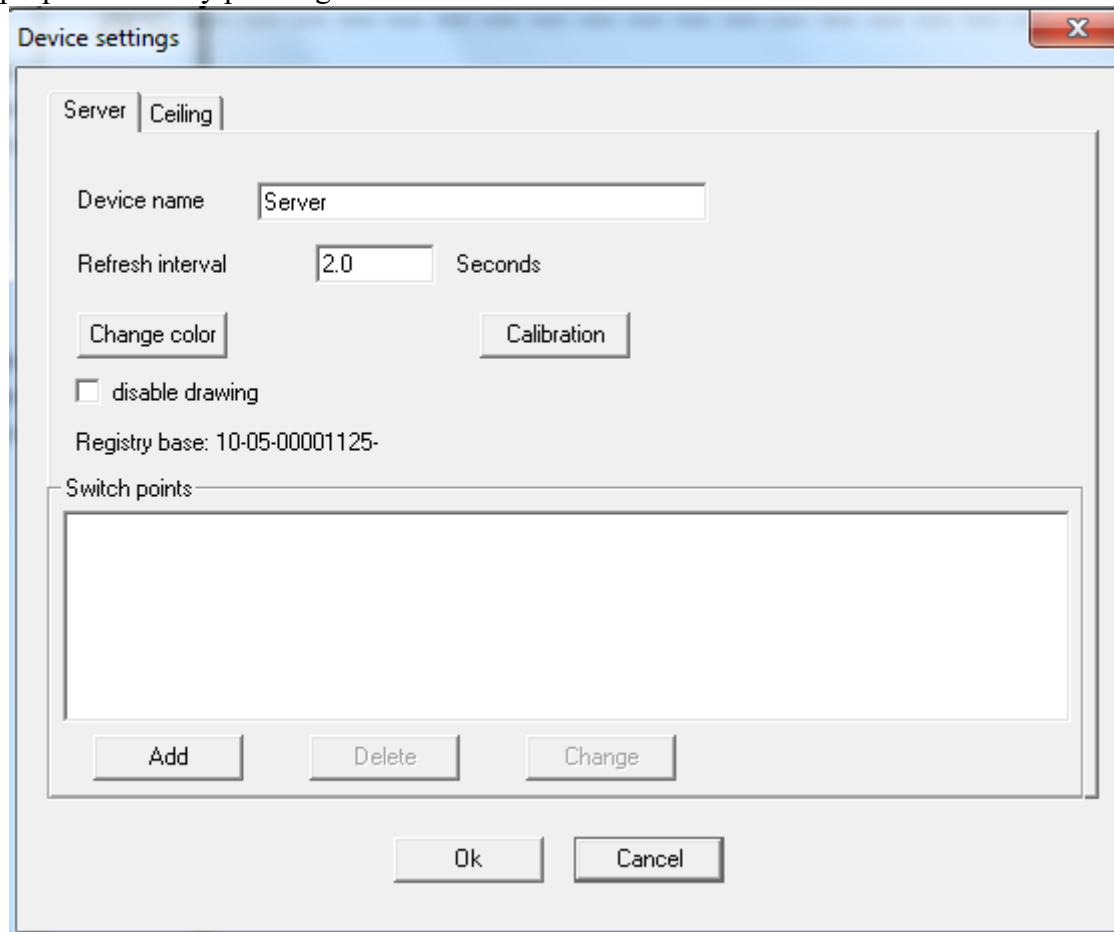 Device settings
Server Ceiling
Device name Server
Refresh interval 2.0 Seconds
Change color Calibration
disable drawing
Registry base: 10-05-00001125-
Switch points
Add Delete Change
Ok Cancel